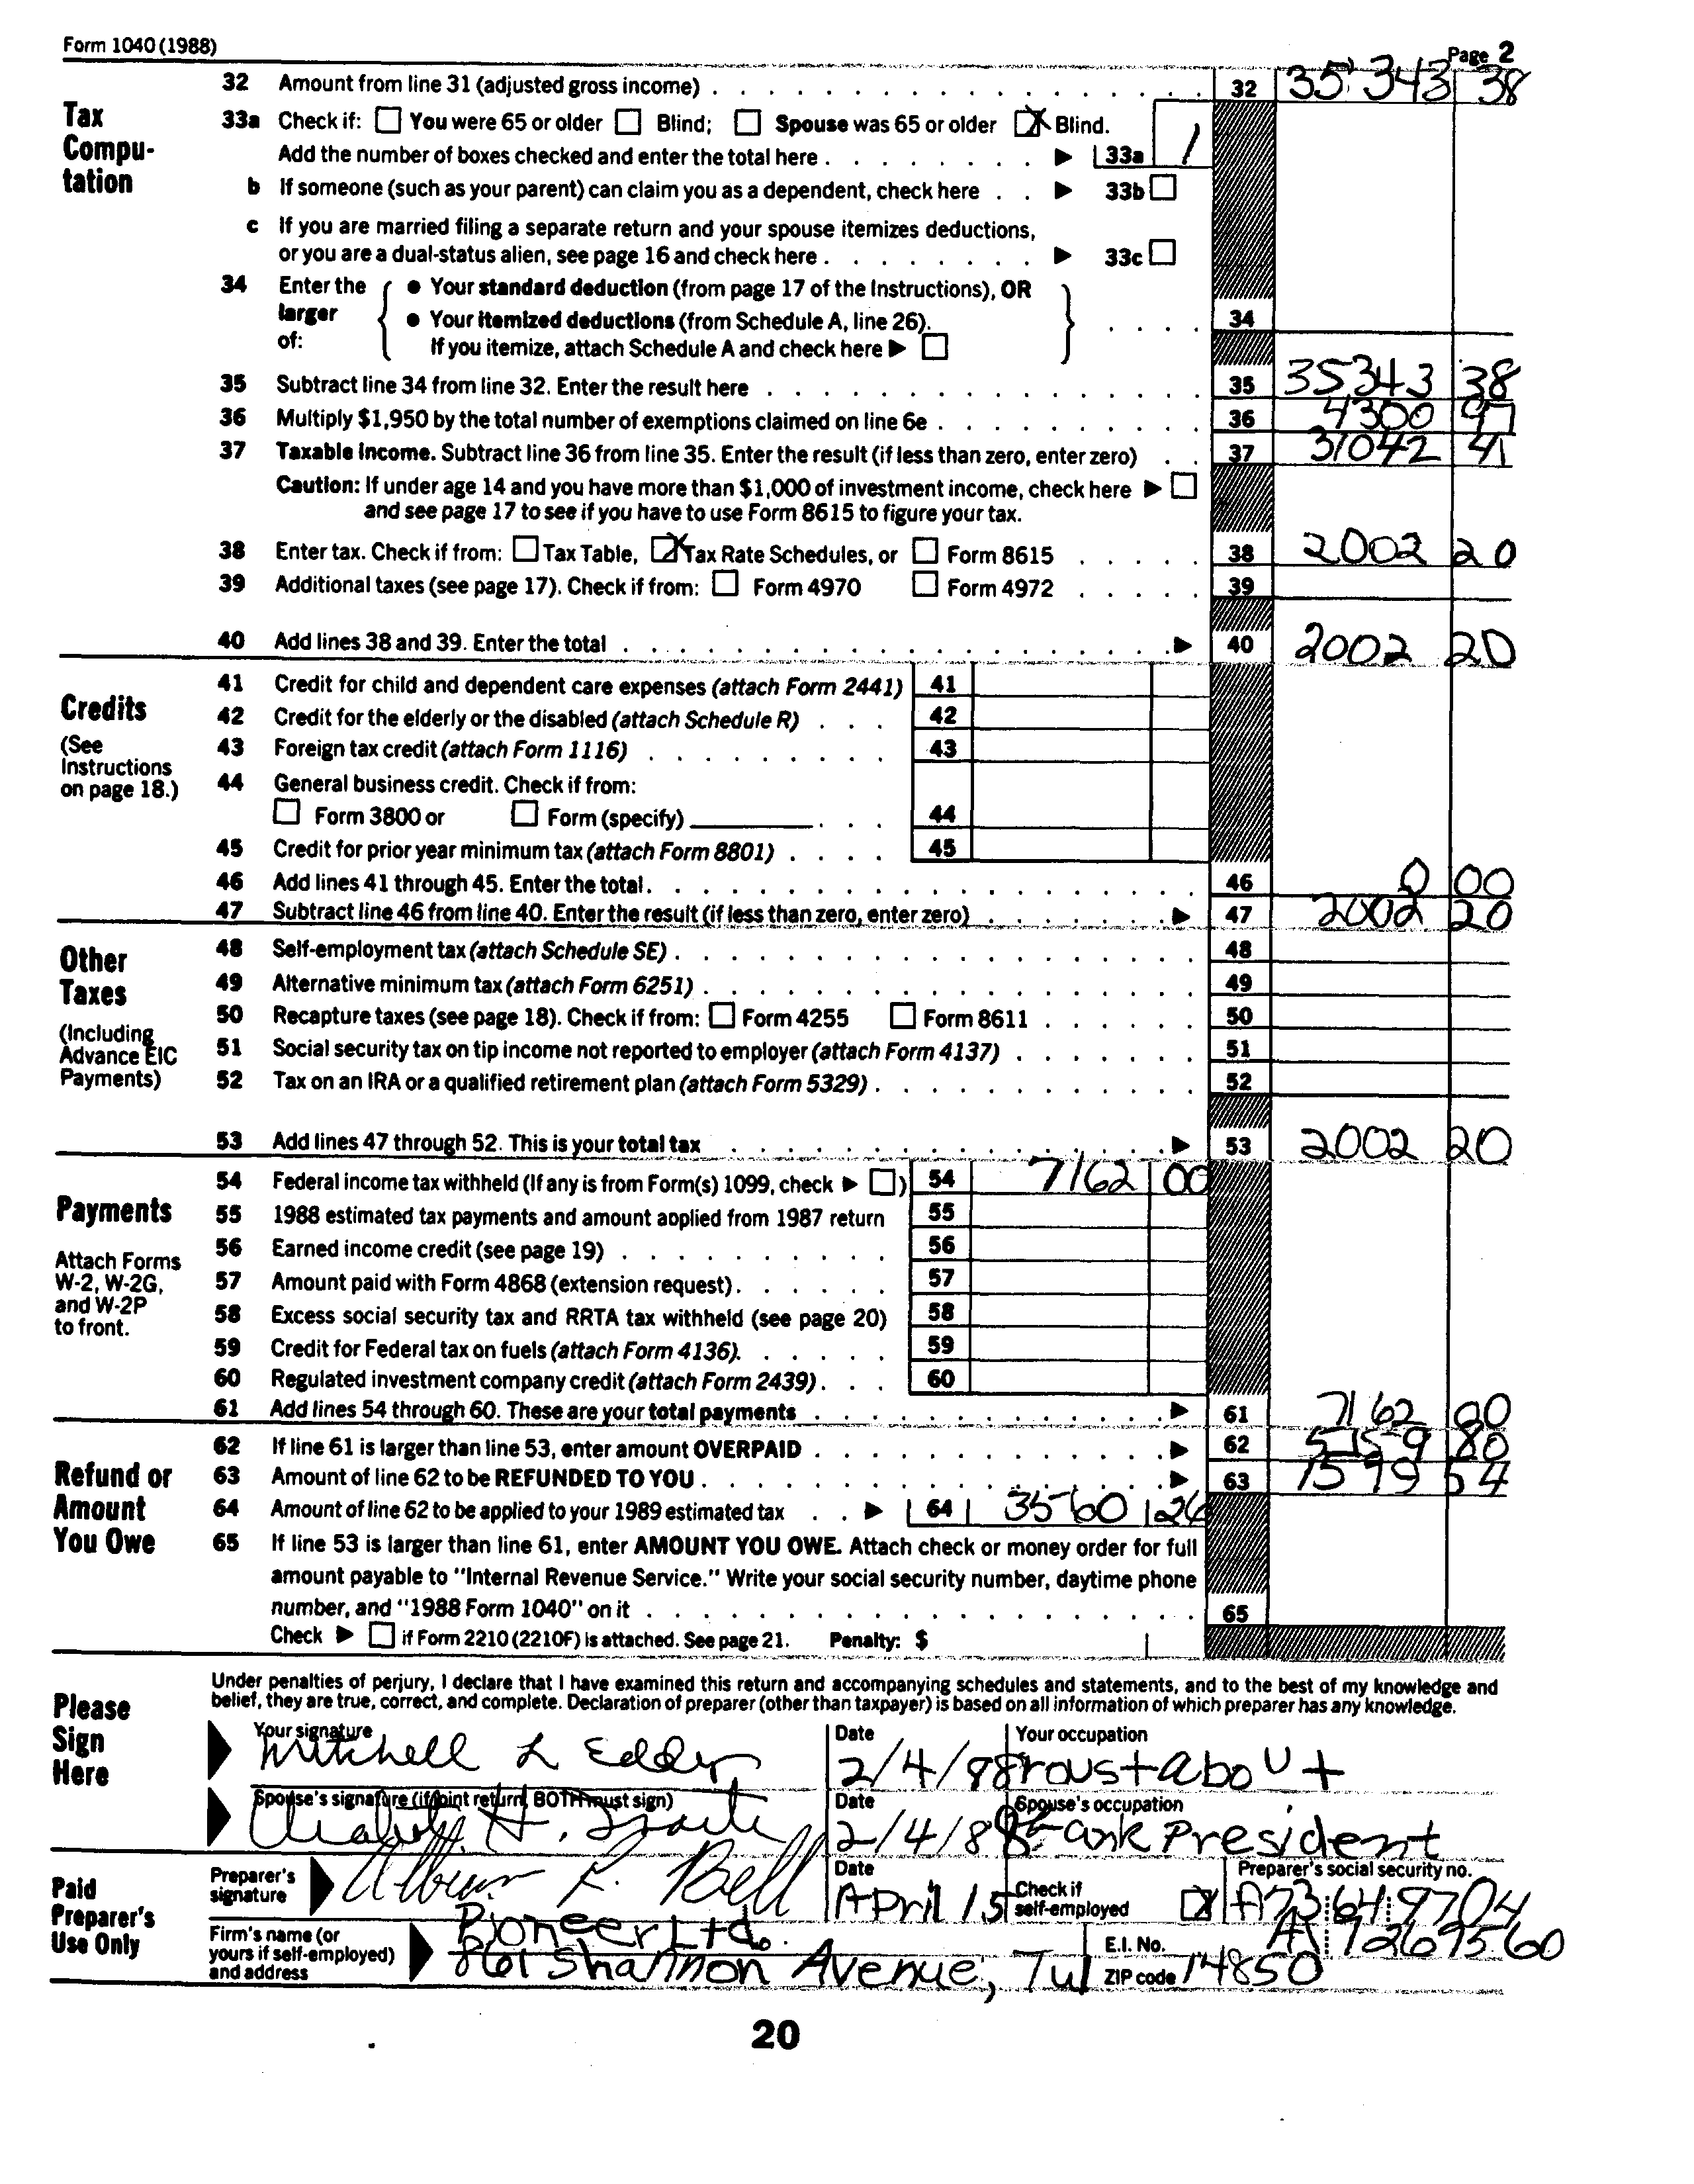 Form 1040 (1988) Page 2
Tax Compu-tation
32 Amount from line 31 (adjusted gross income) 32 35 343 38
33a Check if: You were 65 or older Blind; Spouse was 65 or older X Blind.
Add the number of boxes checked and enter the total here ▶ 33a 1
b If someone (such as your parent) can claim you as a dependent, check here ▶ 33b
c If you are married filing a separate return and your spouse itemizes deductions,
or you are a dual-status alien, see page 16 and check here ▶ 33c
34 Enter the larger of:
● Your standard deduction (from page 17 of the Instructions), OR
● Your itemized deductions (from Schedule A, line 26).
If you itemize, attach Schedule A and check here ▶
34
35 Subtract line 34 from line 32. Enter the result here 35 35343 38
36 Multiply $1,950 by the total number of exemptions claimed on line 6e 36 4300 97
37 Taxable income. Subtract line 36 from line 35. Enter the result (if less than zero, enter zero) 37 31042 41
Caution: If under age 14 and you have more than $1,000 of investment income, check here ▶
and see page 17 to see if you have to use Form 8615 to figure your tax.
38 Enter tax. Check if from: Tax Table, X Tax Rate Schedules, or Form 8615 38 2002 20
39 Additional taxes (see page 17). Check if from: Form 4970 Form 4972 39
40 Add lines 38 and 39. Enter the total ▶ 40 2002 20
Credits
(See Instructions on page 18.)
41 Credit for child and dependent care expenses (attach Form 2441) 41
42 Credit for the elderly or the disabled (attach Schedule R) 42
43 Foreign tax credit (attach Form 1116) 43
44 General business credit. Check if from:
Form 3800 or Form (specify) 44
45 Credit for prior year minimum tax (attach Form 8801) 45
46 Add lines 41 through 45. Enter the total. 46 0 00
47 Subtract line 46 from line 40. Enter the result (if less than zero, enter zero) ▶ 47 2002 20
Other Taxes
(Including Advance EIC Payments)
48 Self-employment tax (attach Schedule SE) 48
49 Alternative minimum tax (attach Form 6251) 49
50 Recapture taxes (see page 18). Check if from: Form 4255 Form 8611 50
51 Social security tax on tip income not reported to employer (attach Form 4137) 51
52 Tax on an IRA or a qualified retirement plan (attach Form 5329) 52
53 Add lines 47 through 52. This is your total tax ▶ 53 2002 20
Payments
Attach Forms W-2, W-2G, and W-2P to front.
54 Federal income tax withheld (If any is from Form(s) 1099, check ▶ ) 54 7162 00
55 1988 estimated tax payments and amount applied from 1987 return 55
56 Earned income credit (see page 19) 56
57 Amount paid with Form 4868 (extension request) 57
58 Excess social security tax and RRTA tax withheld (see page 20) 58
59 Credit for Federal tax on fuels (attach Form 4136). 59
60 Regulated investment company credit (attach Form 2439) 60
61 Add lines 54 through 60. These are your total payments ▶ 61 7162 00
Refund or Amount You Owe
62 If line 61 is larger than line 53, enter amount OVERPAID ▶ 62 5159 80
63 Amount of line 62 to be REFUNDED TO YOU ▶ 63 1599 54
64 Amount of line 62 to be applied to your 1989 estimated tax ▶ 64 3560 26
65 If line 53 is larger than line 61, enter AMOUNT YOU OWE. Attach check or money order for full
amount payable to "Internal Revenue Service." Write your social security number, daytime phone
number, and "1988 Form 1040" on it 65
Check ▶ if Form 2210 (2210F) is attached. See page 21. Penalty: $
Please Sign Here
Under penalties of perjury, I declare that I have examined this return and accompanying schedules and statements, and to the best of my knowledge and
belief, they are true, correct, and complete. Declaration of preparer (other than taxpayer) is based on all information of which preparer has any knowledge.
Your signature Mitchell L Eddy Date 2/4/88 Your occupation roustabout
Spouse's signature (if joint return, BOTH must sign) H. Date 2/4/88 Spouse's occupation Bank President
Paid Preparer's Use Only
Preparer's signature R. Bell Date April 15 Check if self-employed X Preparer's social security no. A73 64 9704
Firm's name (or yours if self-employed) and address Pioneer Ltd. E.I. No. A1 9269560
861 Shannon Avenue, Tul ZIP code 14850
20